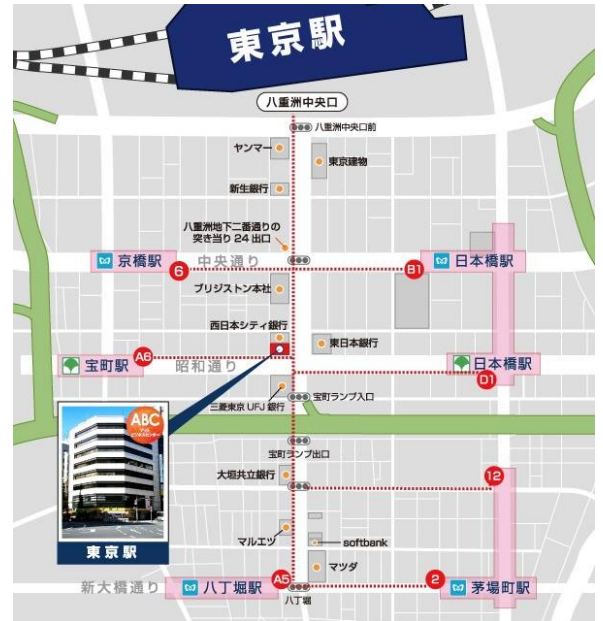 東京駅
八重洲中央口
八重洲中央口前
ヤンマー
東京建物
新生銀行
八重洲地下二番通りの
突き当り 24 出口
京橋駅
6
中央通り
B1
日本橋駅
ブリジストン本社
西日本シティ銀行
東日本銀行
宝町駅
A6
昭和通り
日本橋駅
D1
三菱東京 UFJ 銀行
宝町ランプ入口
ABC
東京駅
宝町ランプ出口
大垣共立銀行
12
マルエツ
softbank
マツダ
新大橋通り
八丁堀駅
A5
八丁堀
2
茅場町駅